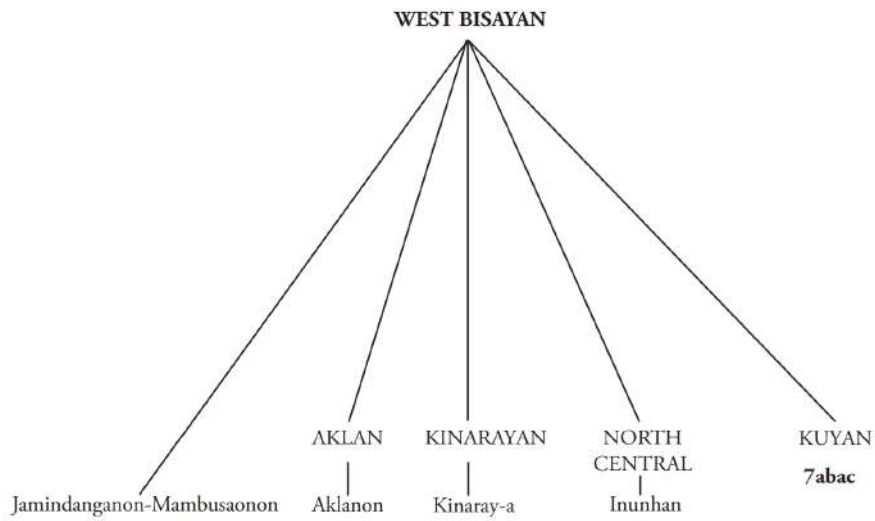 WEST BISAYAN
AKLAN KINARAYAN NORTH CENTRAL KUYAN
7abac
Jamindanganon-Mambusaonon Aklanon Kinaray-a Inunhan